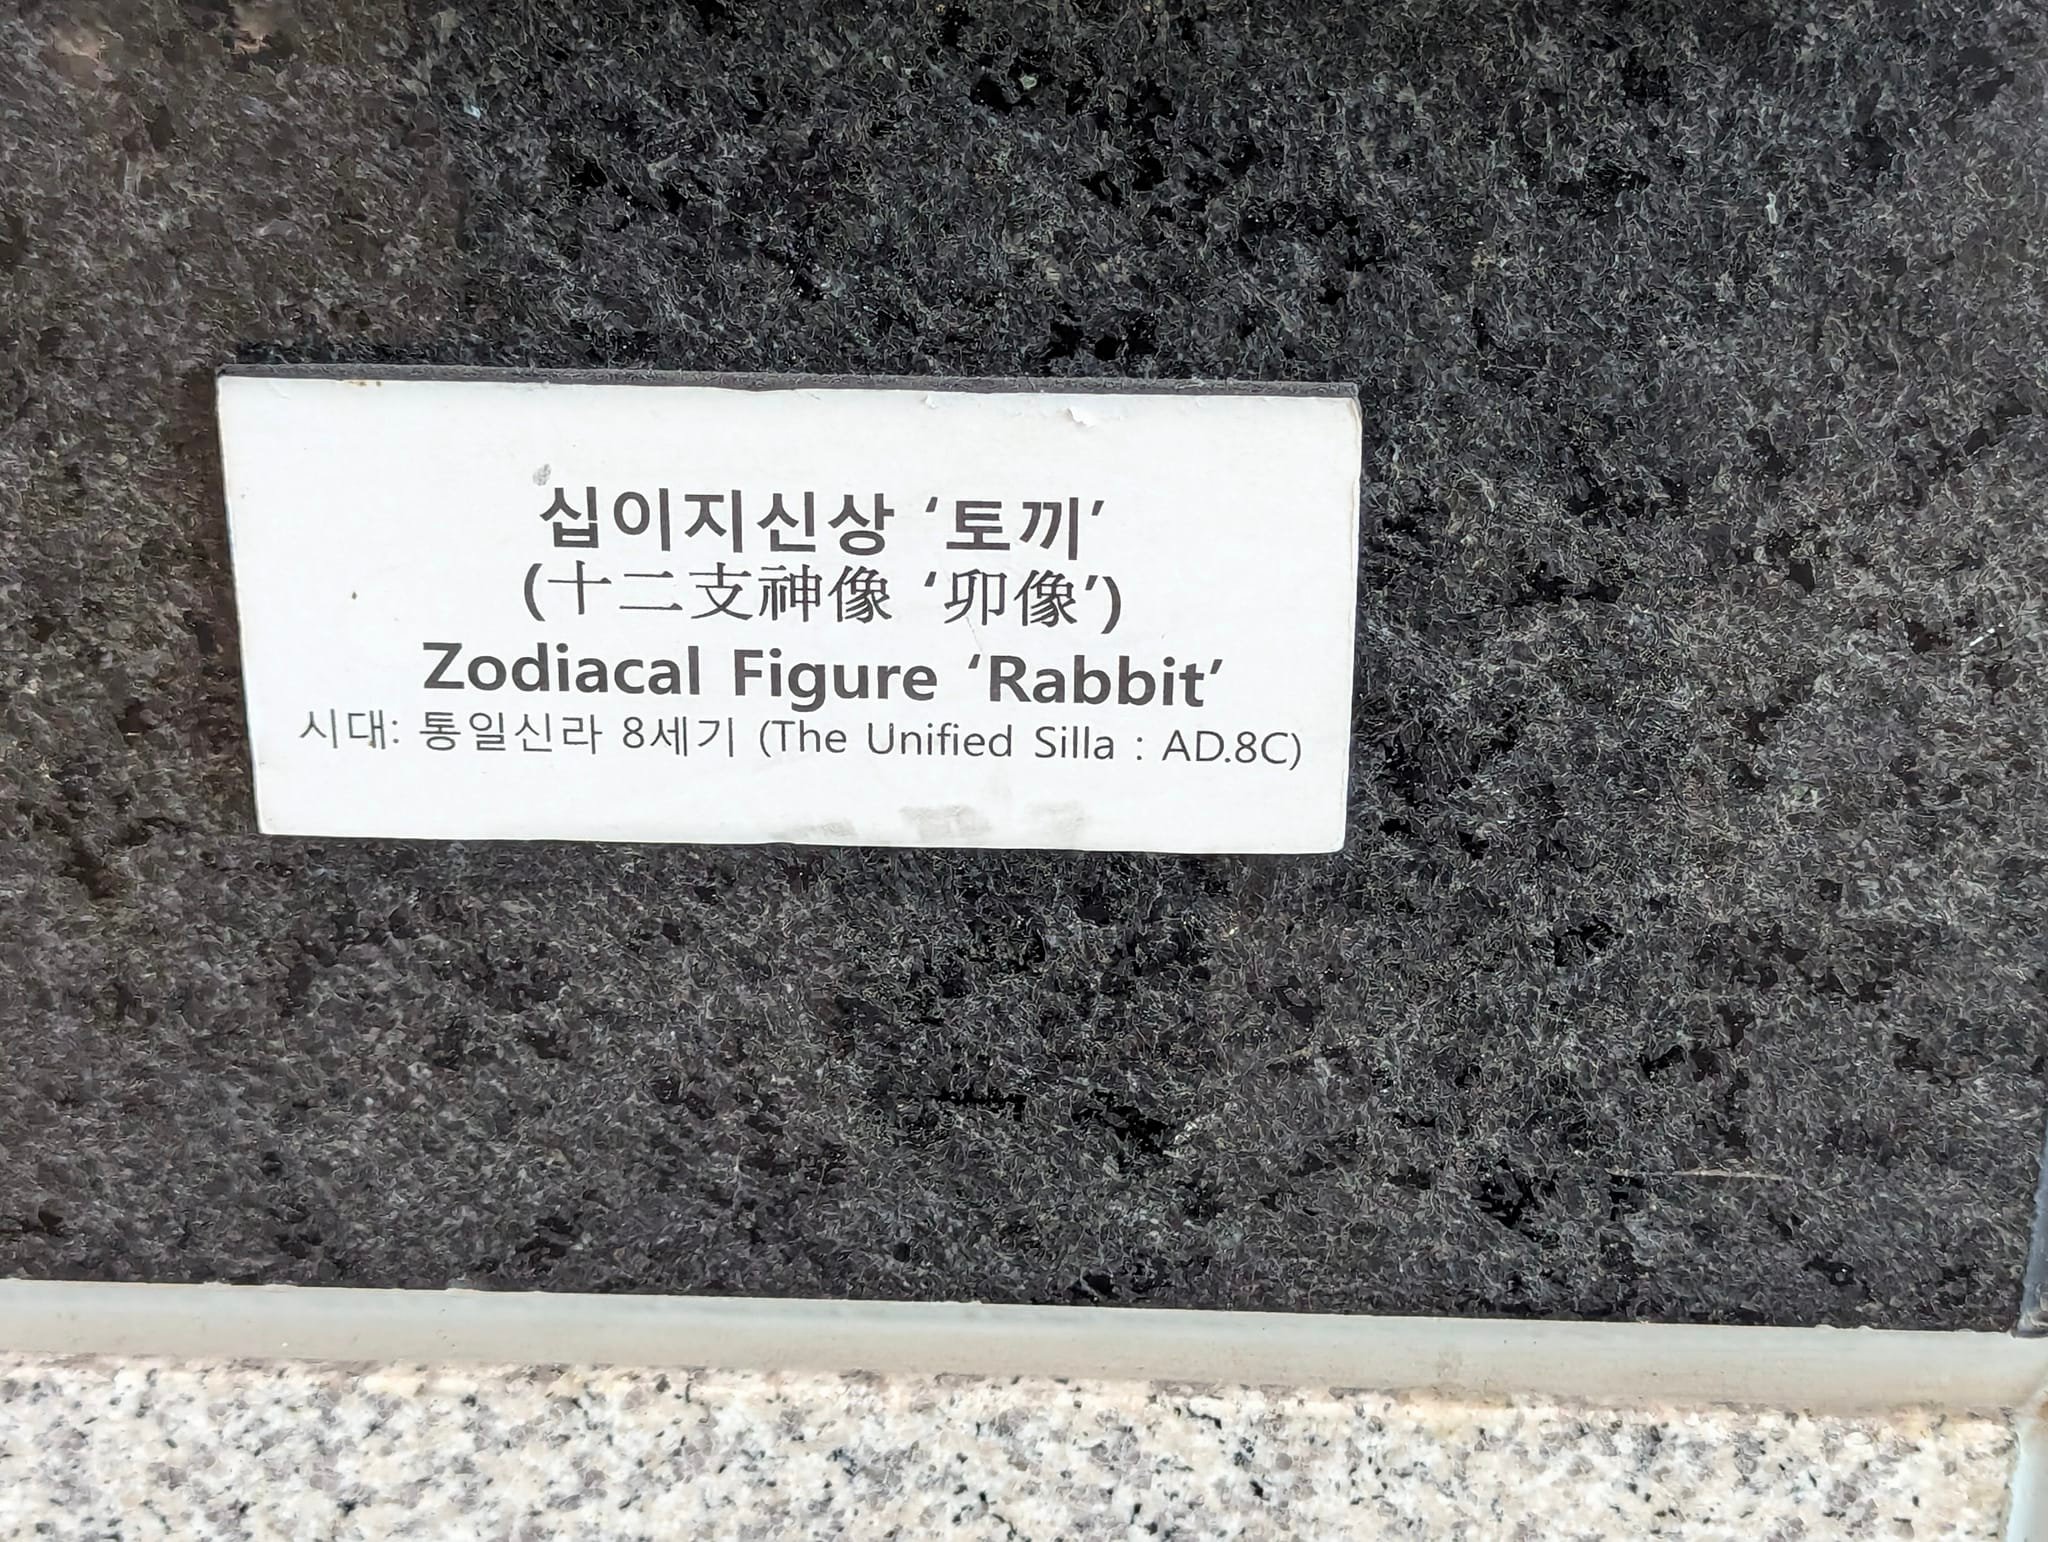 십이지신상 ‘토끼’
(十二支神像 ‘卯像’)
Zodiacal Figure ‘Rabbit’
시대: 통일신라 8세기 (The Unified Silla : AD.8C)